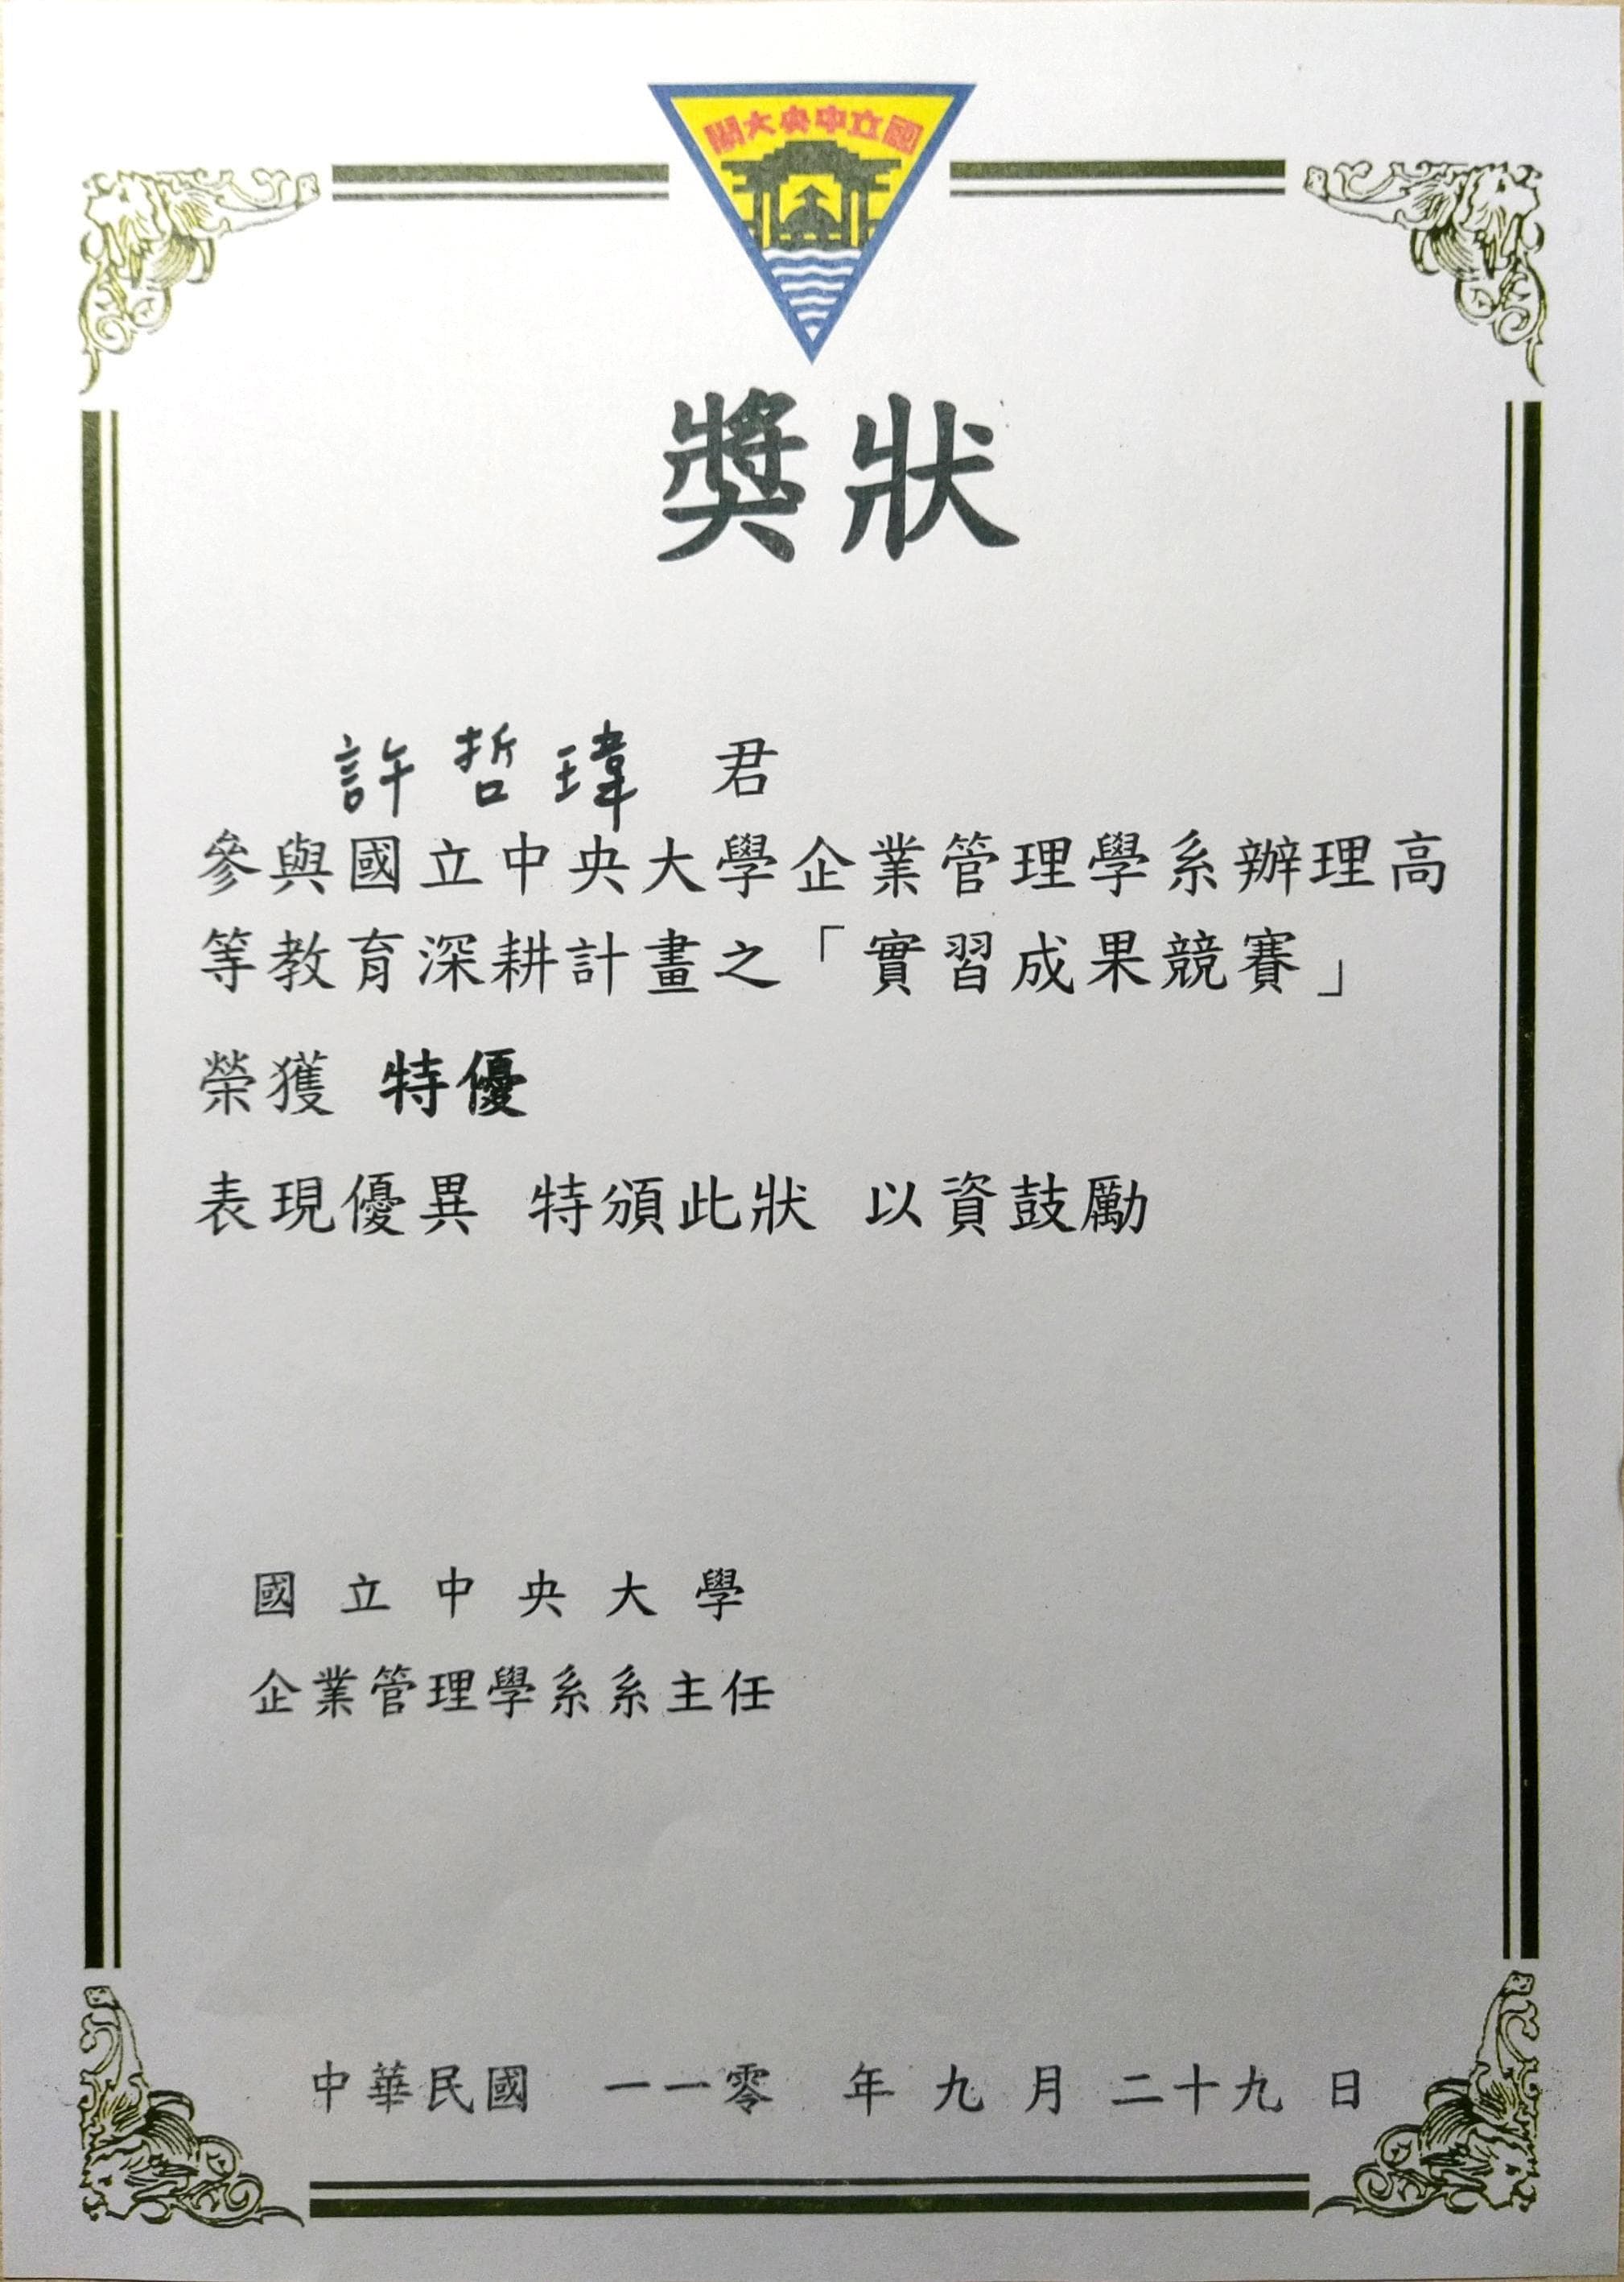 國立中央大學
獎狀
許哲瑋 君
參與國立中央大學企業管理學系辦理高
等教育深耕計畫之「實習成果競賽」
榮獲 特優
表現優異 特頒此狀 以資鼓勵
國立中央大學
企業管理學系系主任
中華民國 一一零 年 九 月 二十九 日